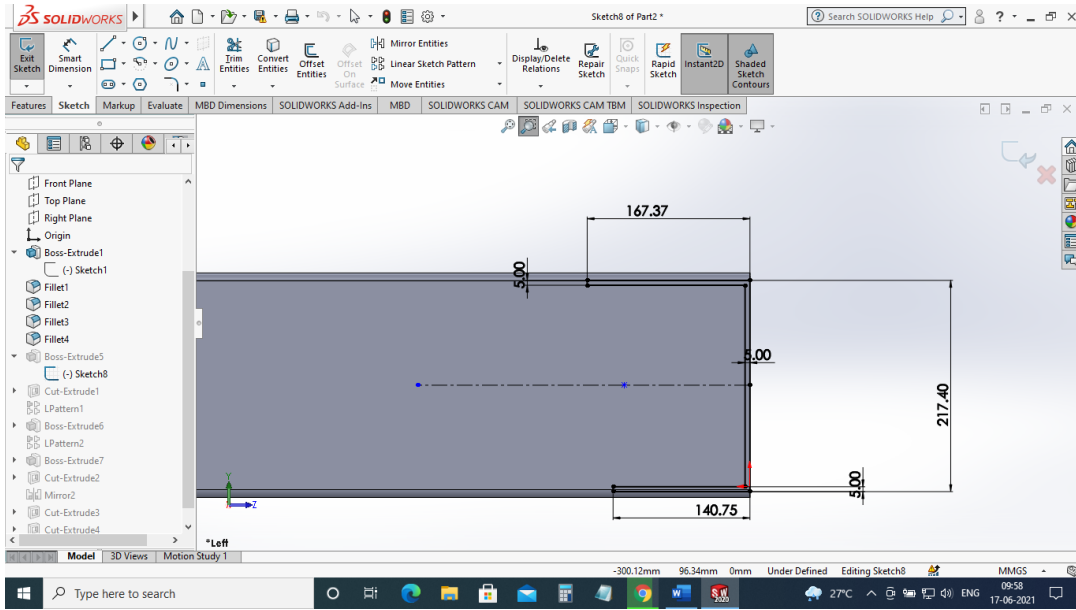 SOLIDWORKS
Sketch8 of Part2 *
Search SOLIDWORKS Help
?
Exit Sketch
Smart Dimension
Trim Entities
Convert Entities
Offset Entities
Offset On Surface
Mirror Entities
Linear Sketch Pattern
Move Entities
Display/Delete Relations
Repair Sketch
Quick Snaps
Rapid Sketch
Instant2D
Shaded Sketch Contours
Features Sketch Markup Evaluate MBD Dimensions SOLIDWORKS Add-Ins MBD SOLIDWORKS CAM SOLIDWORKS CAM TBM SOLIDWORKS Inspection
Front Plane
Top Plane
Right Plane
Origin
Boss-Extrude1
(-) Sketch1
Fillet1
Fillet2
Fillet3
Fillet4
Boss-Extrude5
(-) Sketch8
Cut-Extrude1
LPattern1
Boss-Extrude6
LPattern2
Boss-Extrude7
Cut-Extrude2
Mirror2
Cut-Extrude3
Cut-Extrude4
167.37
5.00
5.00
217.40
5.00
140.75
Y
Z
*Left
Model 3D Views Motion Study 1
-300.12mm 96.34mm 0mm Under Defined Editing Sketch8 MMGS
Type here to search
27°C ENG
09:58
17-06-2021